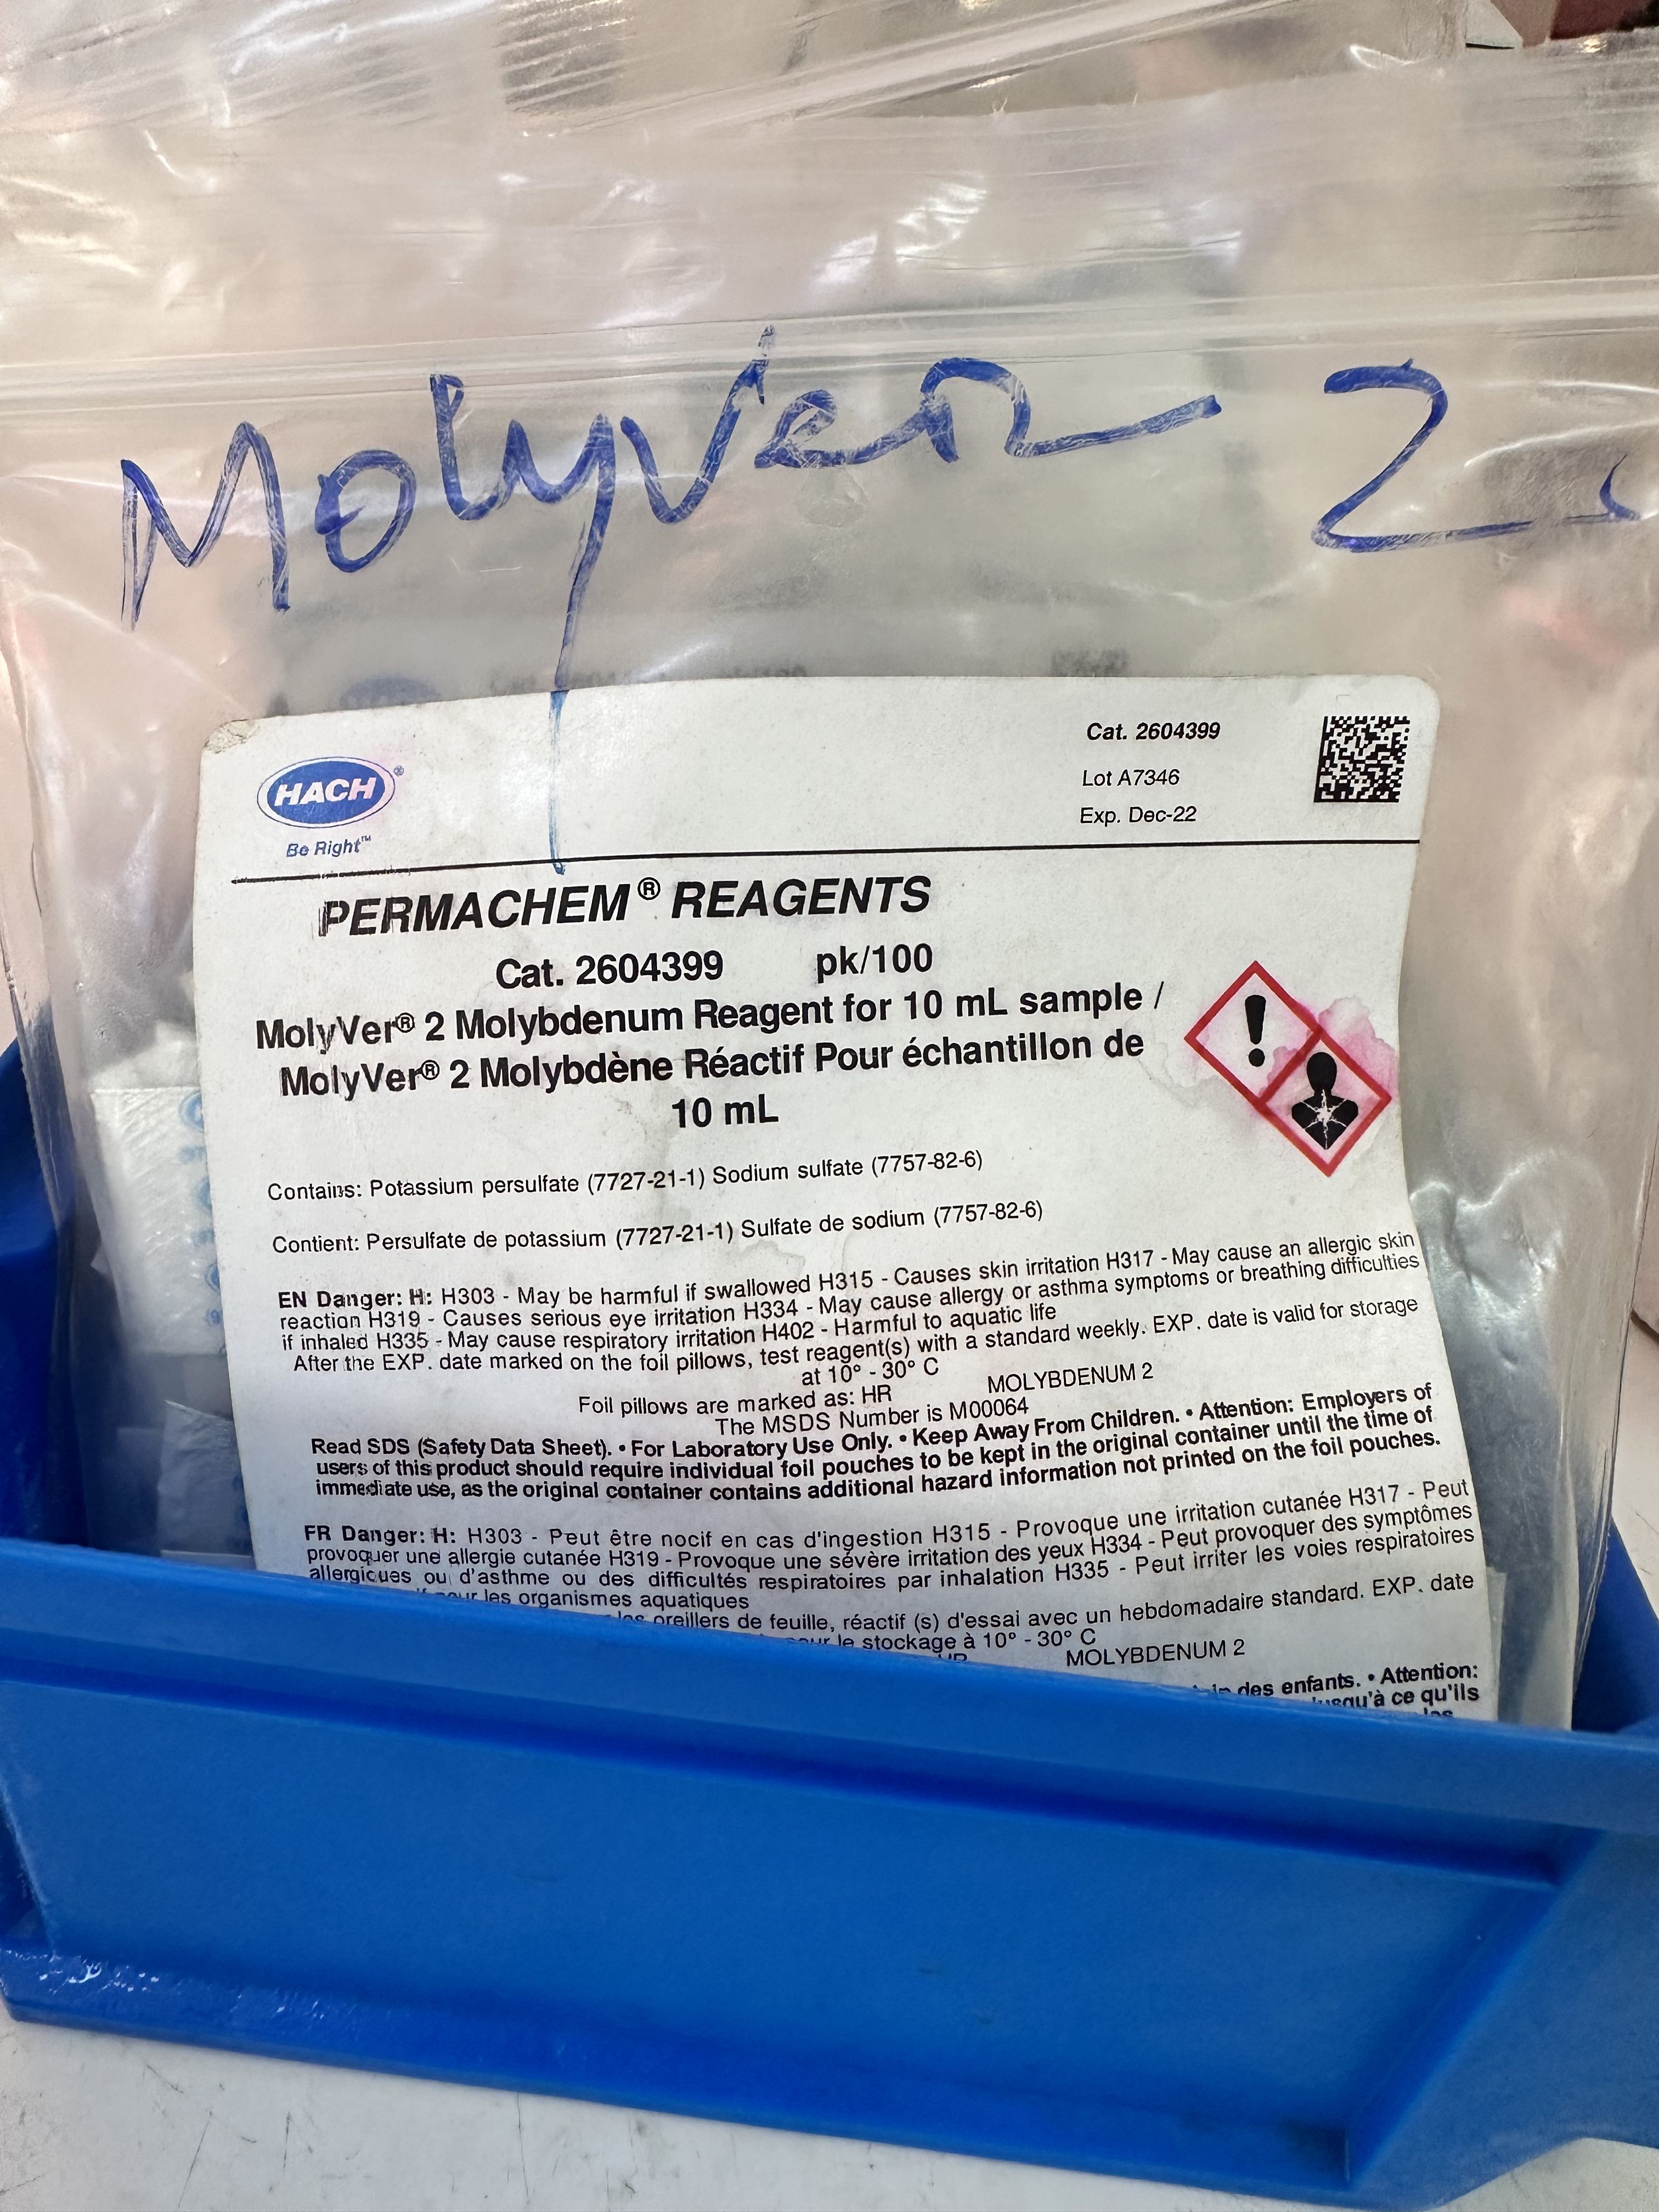 MolyVer 2
Cat. 2604399
Lot A7346
Exp. Dec-22
HACH®
Be Right™
PERMACHEM® REAGENTS
Cat. 2604399 pk/100
MolyVer® 2 Molybdenum Reagent for 10 mL sample /
MolyVer® 2 Molybdène Réactif Pour échantillon de
10 mL
Contains: Potassium persulfate (7727-21-1) Sodium sulfate (7757-82-6)
Contient: Persulfate de potassium (7727-21-1) Sulfate de sodium (7757-82-6)
EN Danger: H: H303 - May be harmful if swallowed H315 - Causes skin irritation H317 - May cause an allergic skin
reaction H319 - Causes serious eye irritation H334 - May cause allergy or asthma symptoms or breathing difficulties
if inhaled H335 - May cause respiratory irritation H402 - Harmful to aquatic life
After the EXP. date marked on the foil pillows, test reagent(s) with a standard weekly. EXP. date is valid for storage
at 10° - 30° C
Foil pillows are marked as: HR MOLYBDENUM 2
The MSDS Number is M00064
Read SDS (Safety Data Sheet). • For Laboratory Use Only. • Keep Away From Children. • Attention: Employers of
users of this product should require individual foil pouches to be kept in the original container until the time of
immediate use, as the original container contains additional hazard information not printed on the foil pouches.
FR Danger: H: H303 - Peut être nocif en cas d'ingestion H315 - Provoque une irritation cutanée H317 - Peut
provoquer une allergie cutanée H319 - Provoque une sévère irritation des yeux H334 - Peut provoquer des symptômes
allergiques ou d'asthme ou des difficultés respiratoires par inhalation H335 - Peut irriter les voies respiratoires
les organismes aquatiques
oreillers de feuille, réactif (s) d'essai avec un hebdomadaire standard. EXP. date
le stockage à 10° - 30° C
MOLYBDENUM 2
des enfants. • Attention:
jusqu'à ce qu'ils